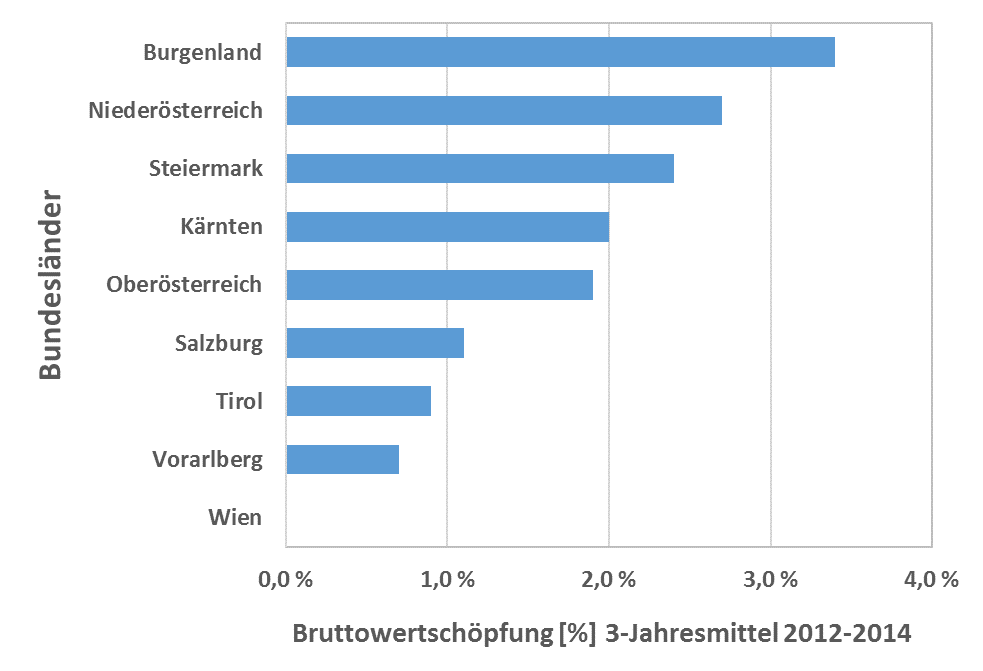 Burgenland
Niederösterreich
Steiermark
Kärnten
Oberösterreich
Salzburg
Tirol
Vorarlberg
Wien
Bundesländer
0,0 % 1,0 % 2,0 % 3,0 % 4,0 %
Bruttowertschöpfung [%] 3-Jahresmittel 2012-2014